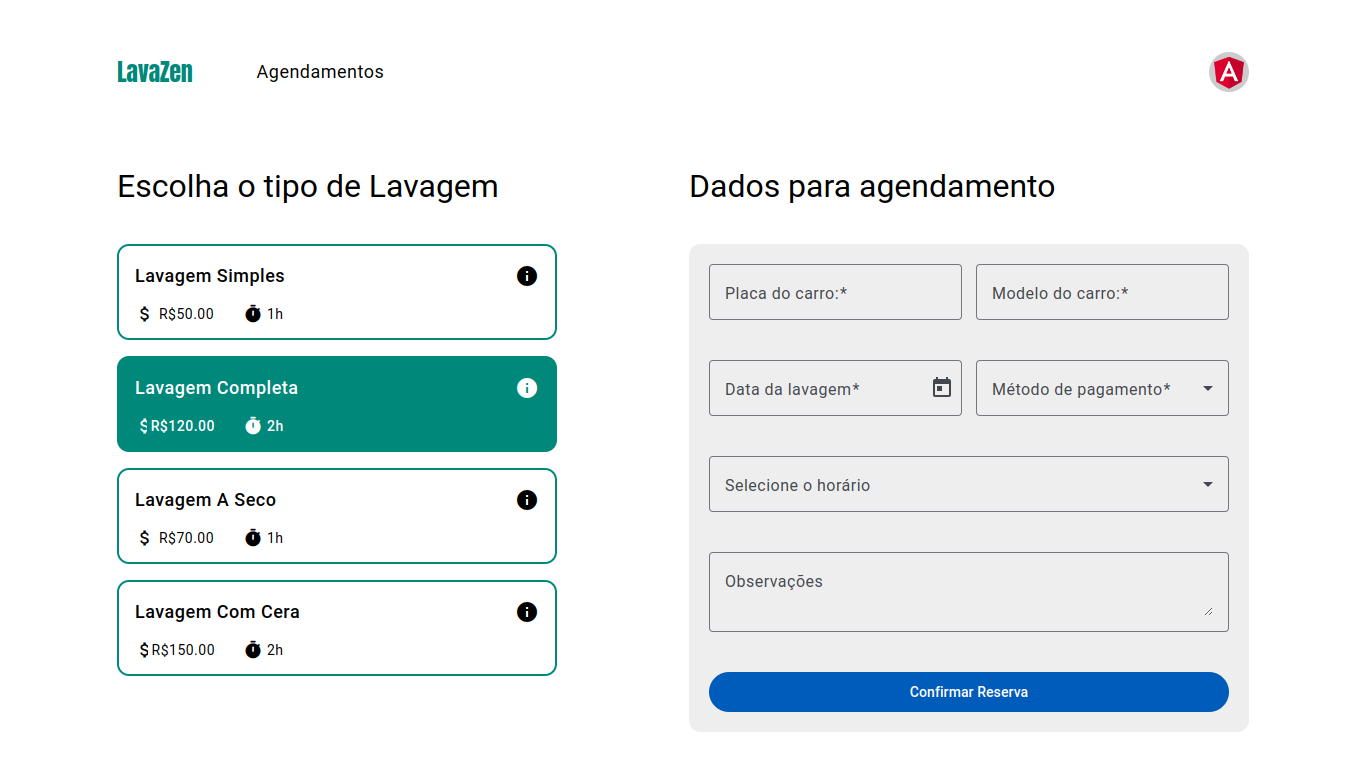 LavaZen
Agendamentos
Escolha o tipo de Lavagem
Lavagem Simples
$ R$50.00 1h
Lavagem Completa
$ R$120.00 2h
Lavagem A Seco
$ R$70.00 1h
Lavagem Com Cera
$ R$150.00 2h
Dados para agendamento
Placa do carro:*
Modelo do carro:*
Data da lavagem*
Método de pagamento*
Selecione o horário
Observações
Confirmar Reserva